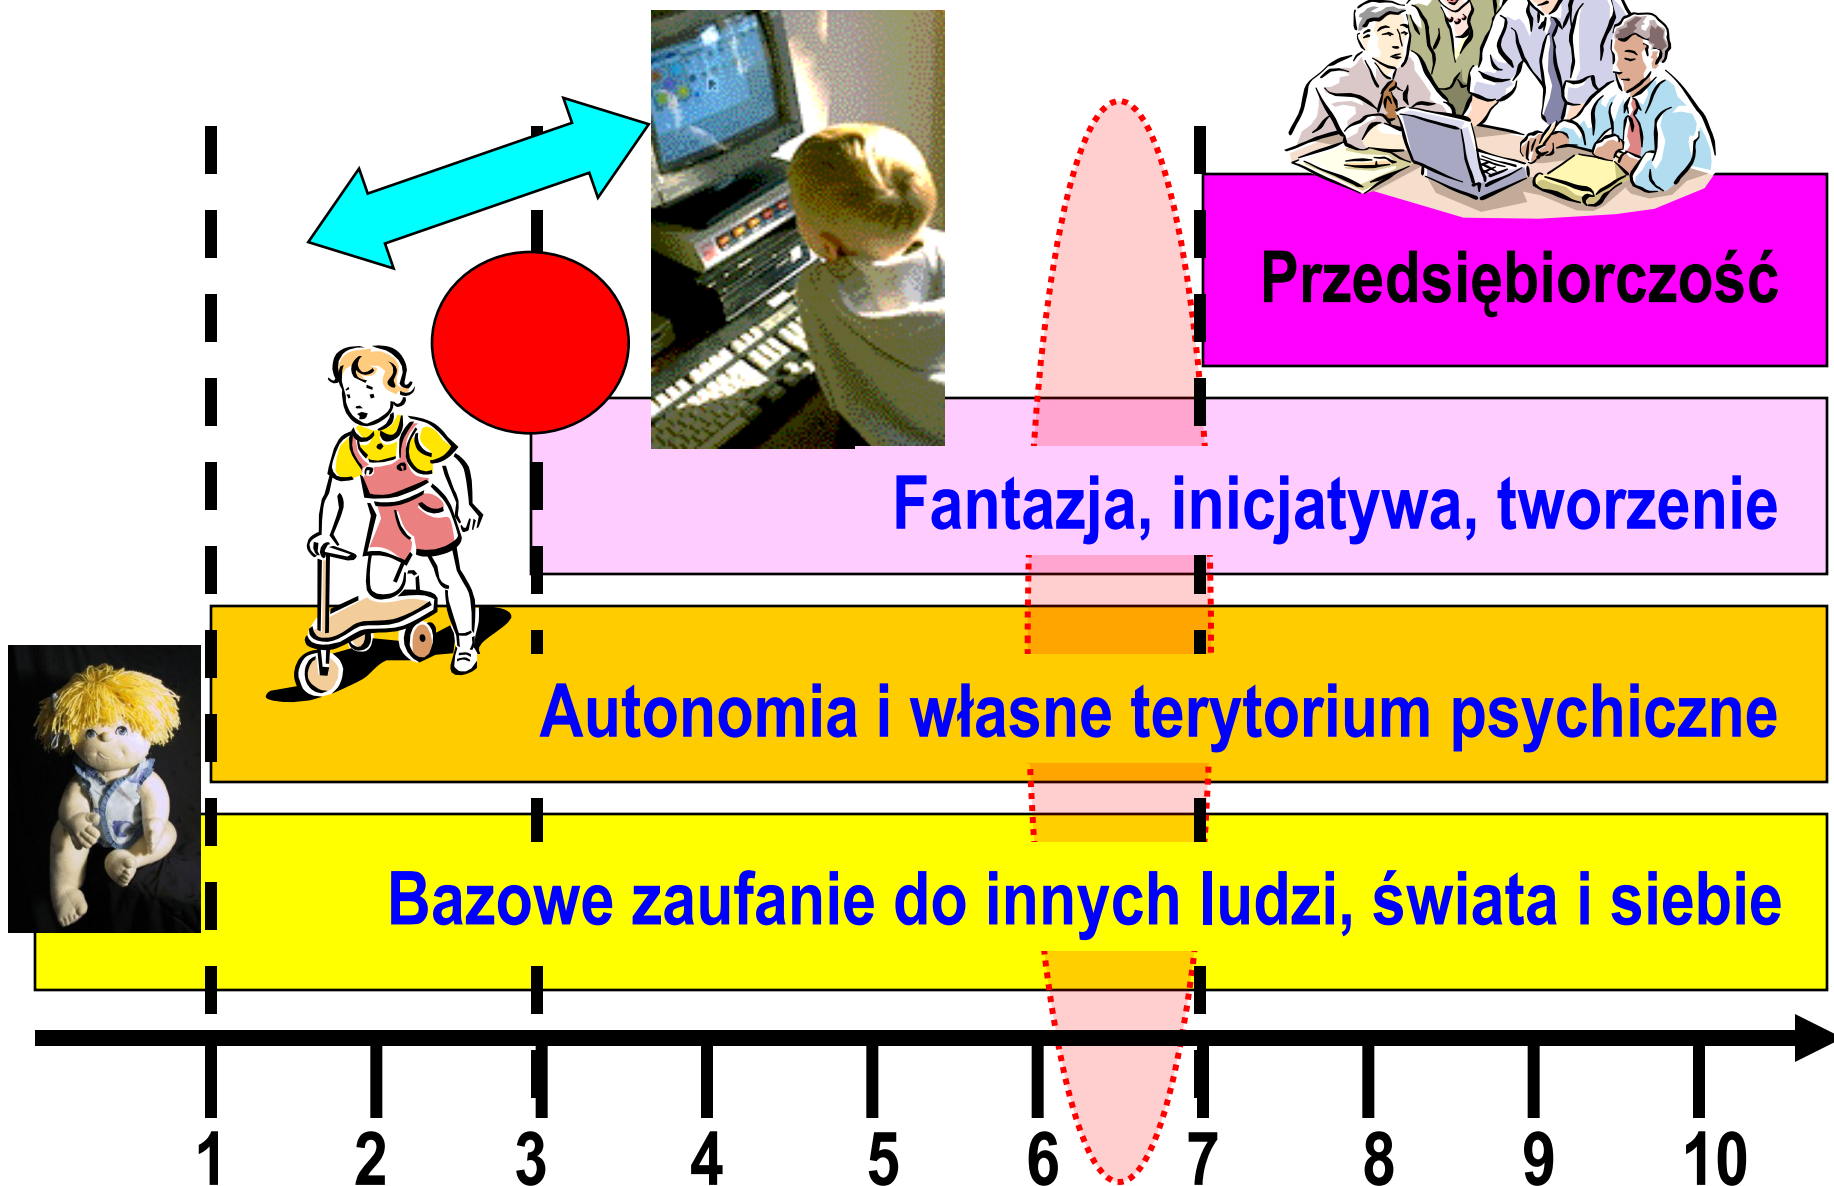 Przedsiębiorczość
Fantazja, inicjatywa, tworzenie
Autonomia i własne terytorium psychiczne
Bazowe zaufanie do innych ludzi, świata i siebie
1 2 3 4 5 6 7 8 9 10